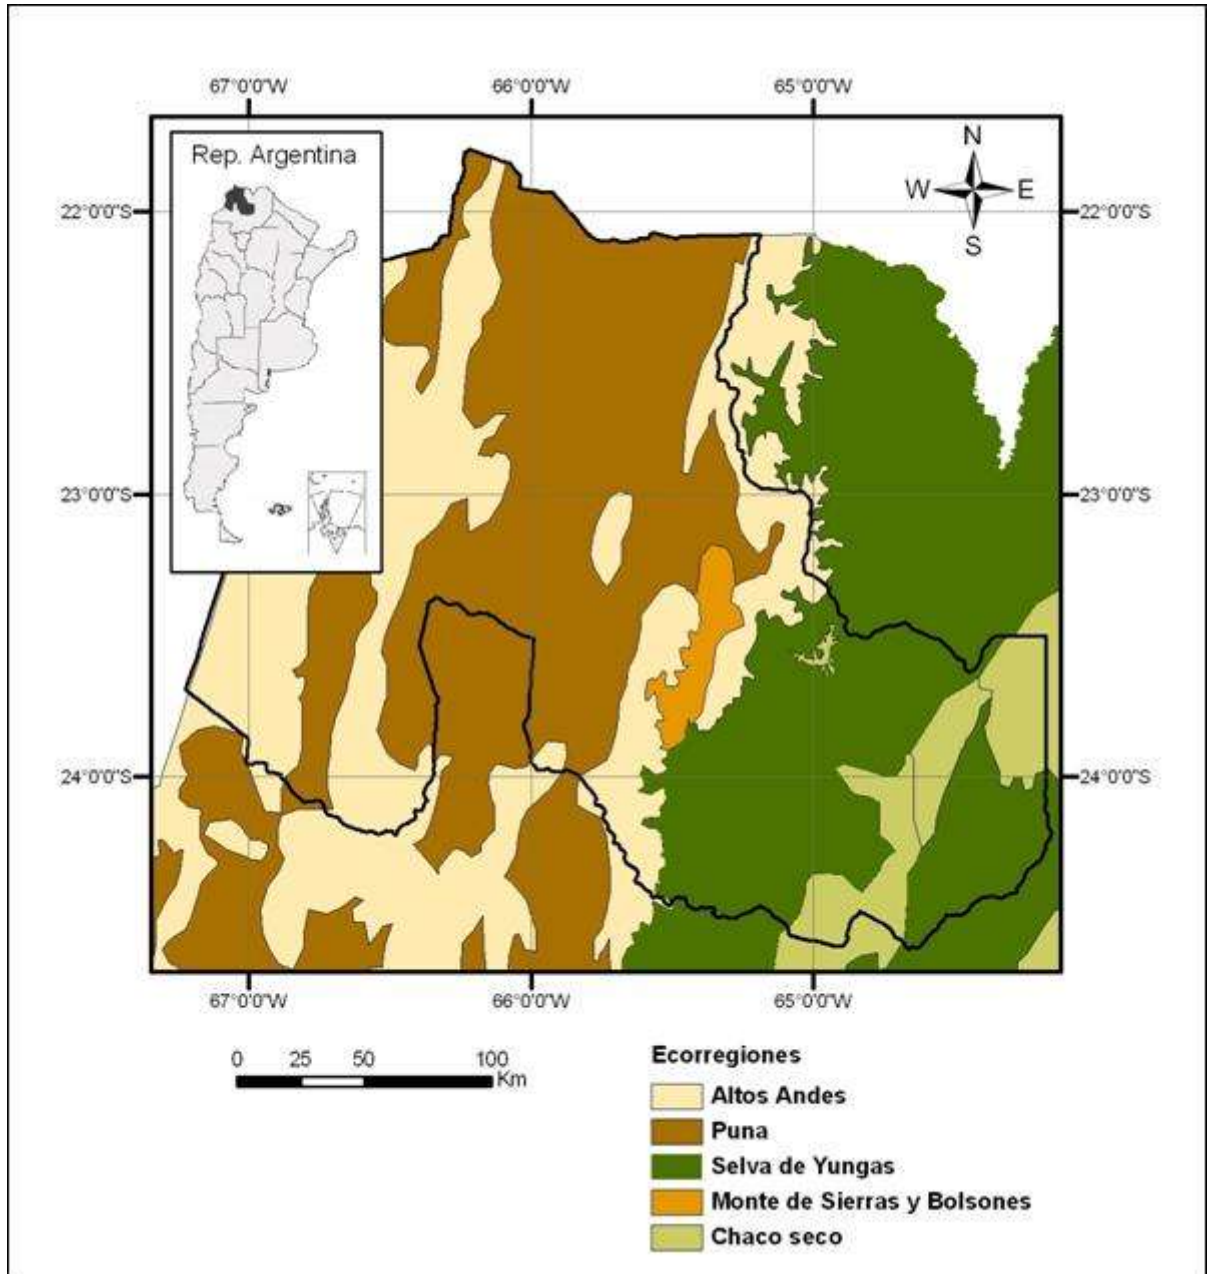 67°0'0"W 66°0'0"W 65°0'0"W
Rep. Argentina
N
W E
S
22°0'0"S 22°0'0"S
23°0'0"S 23°0'0"S
24°0'0"S 24°0'0"S
67°0'0"W 66°0'0"W 65°0'0"W
0 25 50 100
Km
Ecorregiones
Altos Andes
Puna
Selva de Yungas
Monte de Sierras y Bolsones
Chaco seco